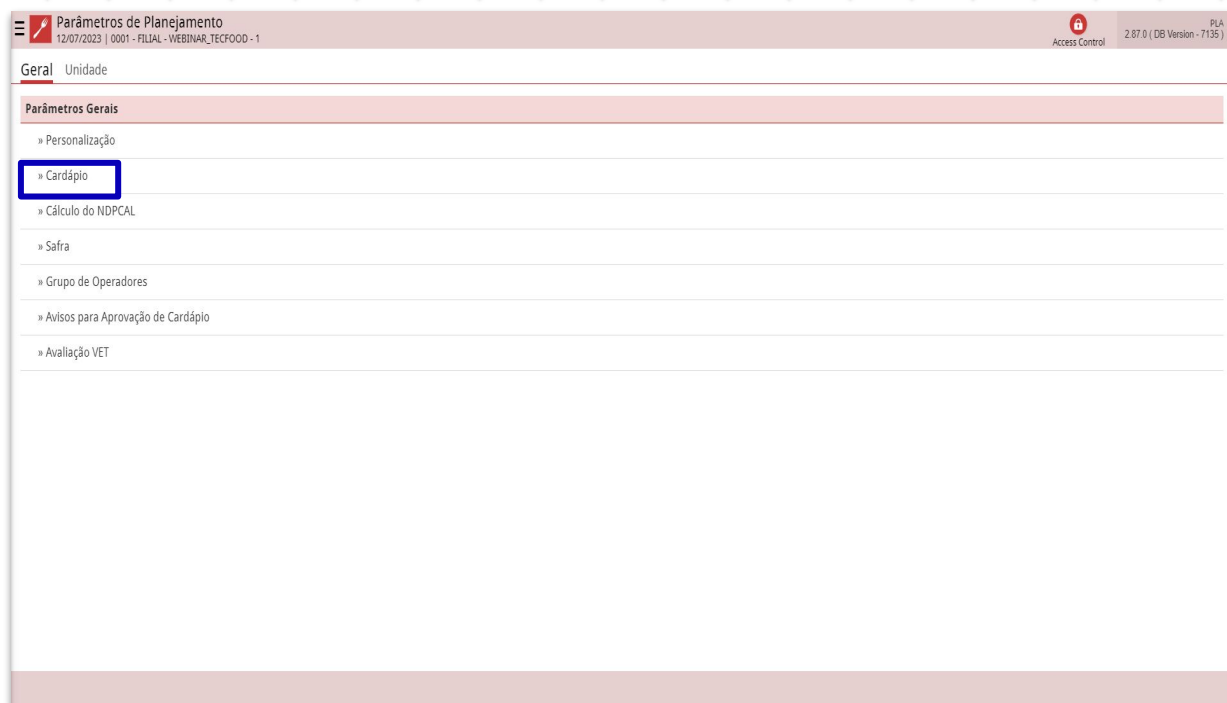 Parâmetros de Planejamento
12/07/2023 | 0001 - FILIAL - WEBINAR_TECFOOD - 1
Access Control
PLA
2.87.0 ( DB Version - 7135 )
Geral Unidade
Parâmetros Gerais
» Personalização
» Cardápio
» Cálculo do NDPCAL
» Safra
» Grupo de Operadores
» Avisos para Aprovação de Cardápio
» Avaliação VET